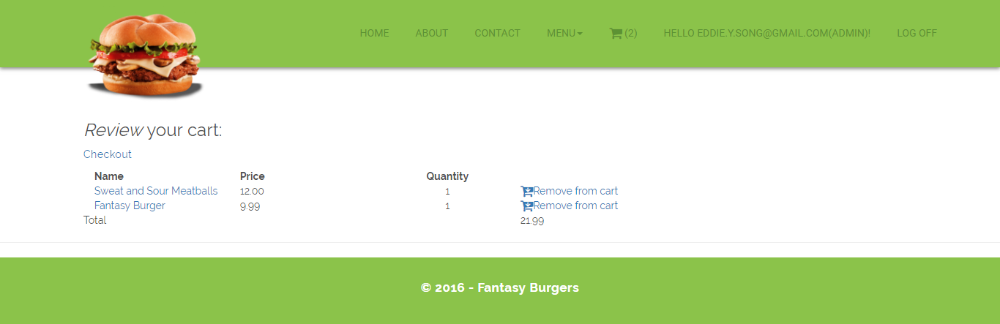 HOME ABOUT CONTACT MENU (2) HELLO EDDIE.Y.SONG@GMAIL.COM(ADMIN)! LOG OFF
Review your cart:
Checkout
Name Price Quantity
Sweat and Sour Meatballs 12.00 1 Remove from cart
Fantasy Burger 9.99 1 Remove from cart
Total 21.99
© 2016 - Fantasy Burgers